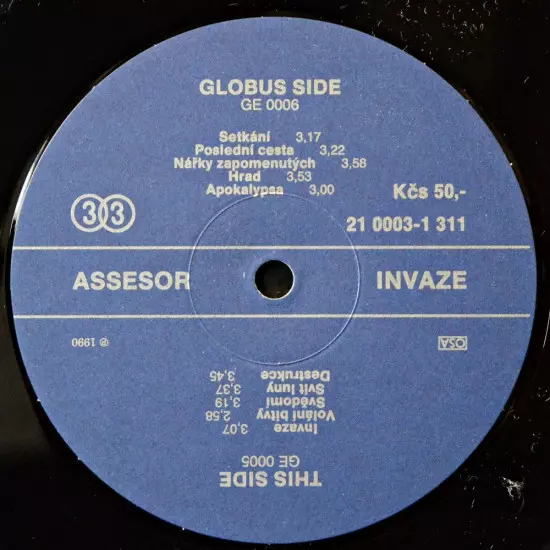 GLOBUS SIDE
GE 0006
Setkání 3,17
Poslední cesta 3,22
Nářky zapomenutých 3,58
Hrad 3,53
Apokalypsa 3,00
33
Kčs 50,-
21 0003-1 311
ASSESOR INVAZE
℗ 1990
OSA
THIS SIDE
GE 0005
Invaze 3,07
Volání bitvy 2,58
Svědomí 3,19
Svit luny 3,37
Destrukce 3,45